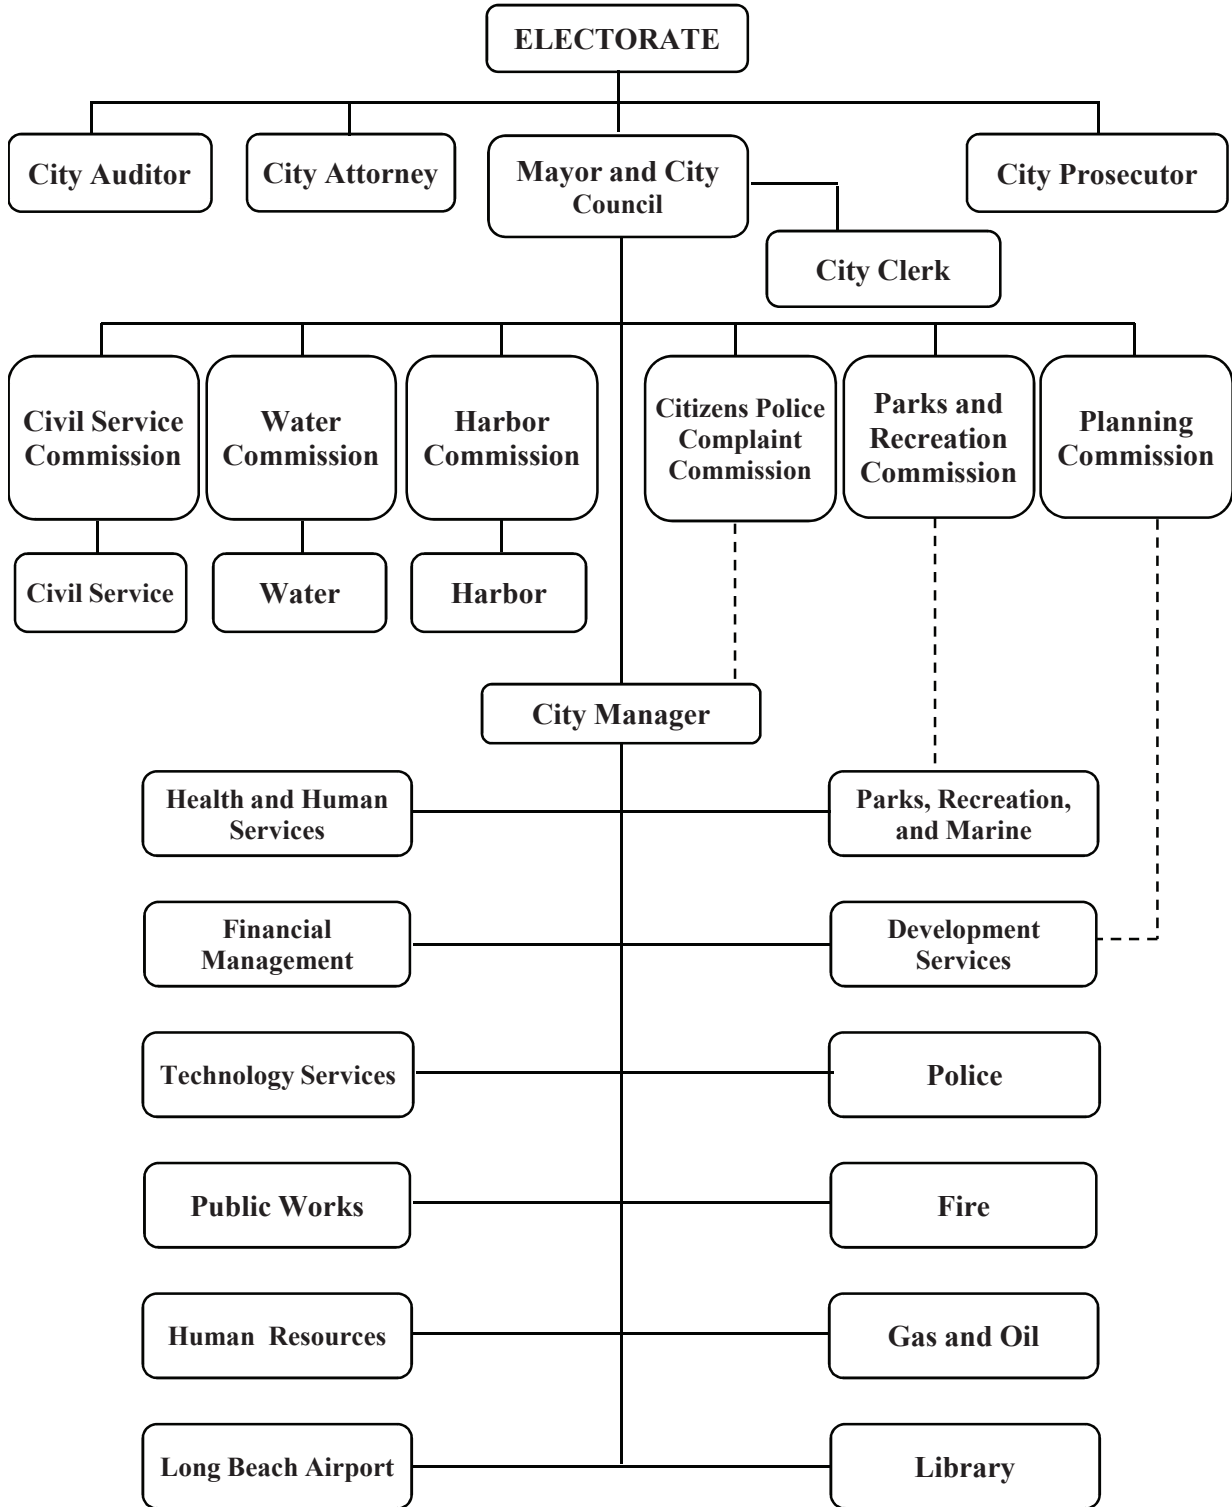 ELECTORATE
City Auditor
City Attorney
Mayor and City
Council
City Prosecutor
City Clerk
Civil Service
Commission
Water
Commission
Harbor
Commission
Citizens Police
Complaint
Commission
Parks and
Recreation
Commission
Planning
Commission
Civil Service
Water
Harbor
City Manager
Health and Human
Services
Parks, Recreation,
and Marine
Financial
Management
Development
Services
Technology Services
Police
Public Works
Fire
Human Resources
Gas and Oil
Long Beach Airport
Library